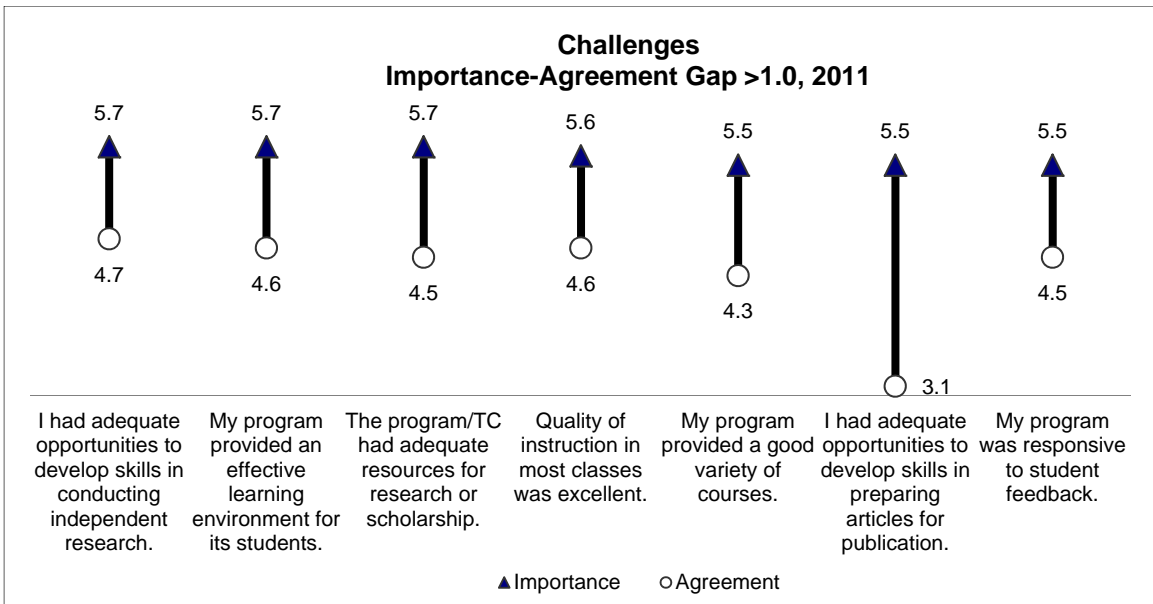 Challenges
Importance-Agreement Gap >1.0, 2011
5.7
5.7
5.7
5.6
5.5
5.5
5.5
4.7
4.6
4.5
4.6
4.3
3.1
4.5
I had adequate
opportunities to
develop skills in
conducting
independent
research.
My program
provided an
effective
learning
environment for
its students.
The program/TC
had adequate
resources for
research or
scholarship.
Quality of
instruction in
most classes
was excellent.
My program
provided a good
variety of
courses.
I had adequate
opportunities to
develop skills in
preparing
articles for
publication.
My program
was responsive
to student
feedback.
Importance
Agreement